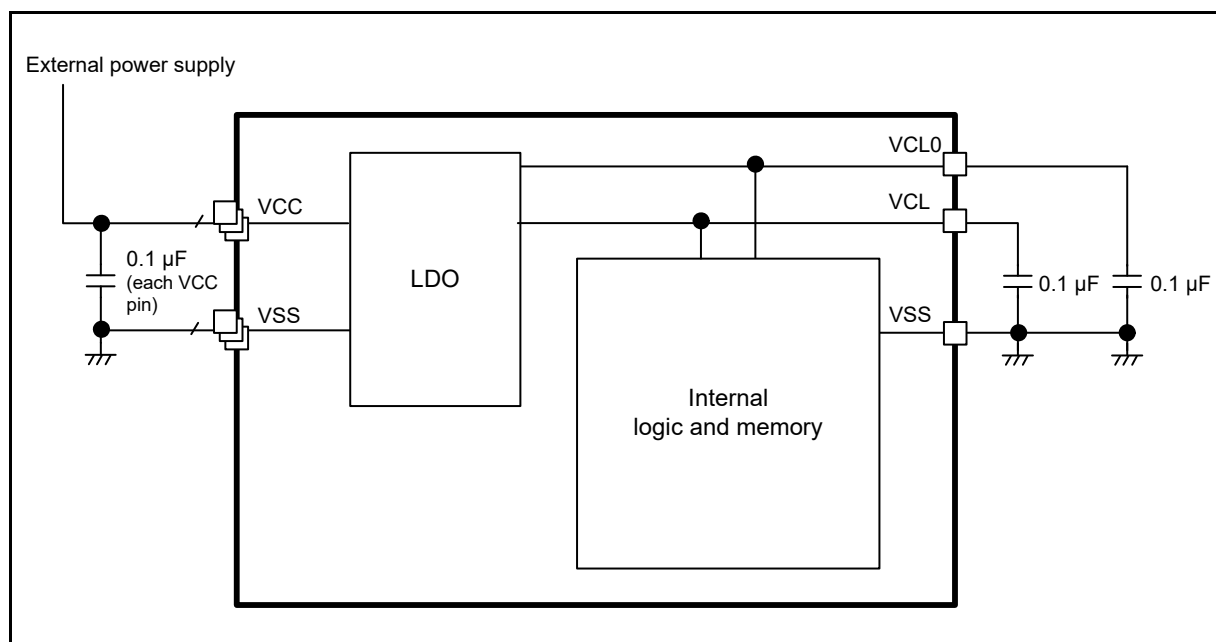 External power supply
VCL0
VCC
VCL
0.1 µF
(each VCC
pin)
LDO
0.1 µF
0.1 µF
VSS
VSS
Internal
logic and memory